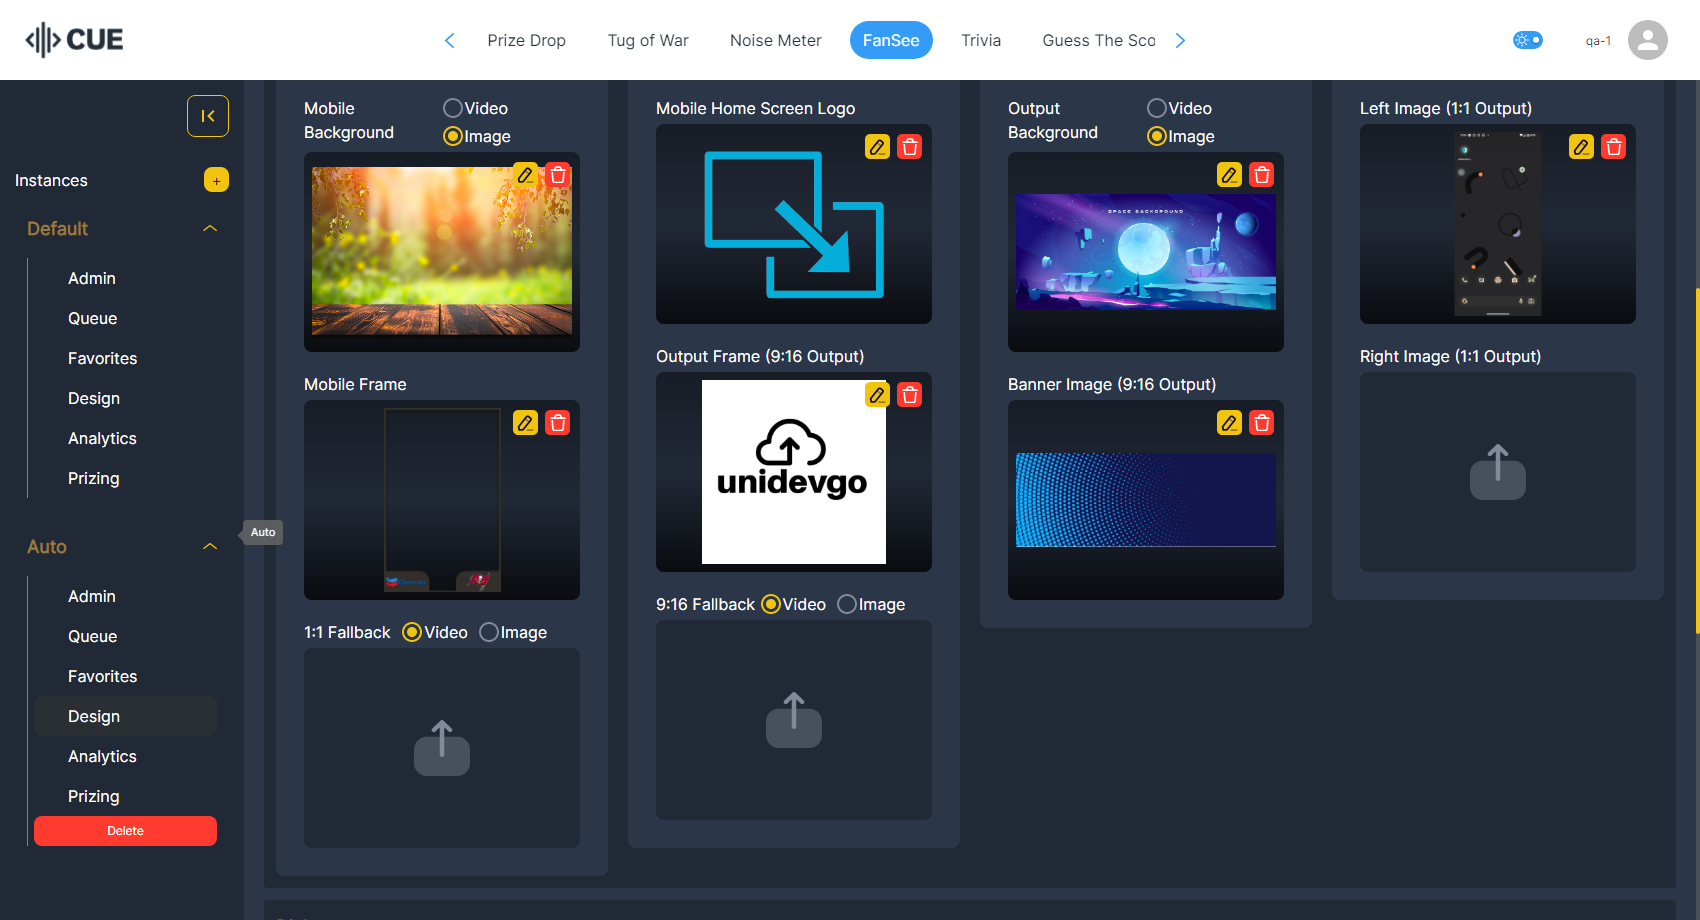 CUE
Prize Drop
Tug of War
Noise Meter
FanSee
Trivia
Guess The Sco
qa-1
Instances
+
Default
Admin
Queue
Favorites
Design
Analytics
Prizing
Auto
Auto
Admin
Queue
Favorites
Design
Analytics
Prizing
Delete
Mobile
Background
Video
Image
Mobile Frame
1:1 Fallback
Video
Image
Mobile Home Screen Logo
Output Frame (9:16 Output)
unidevgo
9:16 Fallback
Video
Image
Output
Background
Video
Image
SPACE BACKGROUND
Banner Image (9:16 Output)
Left Image (1:1 Output)
Right Image (1:1 Output)